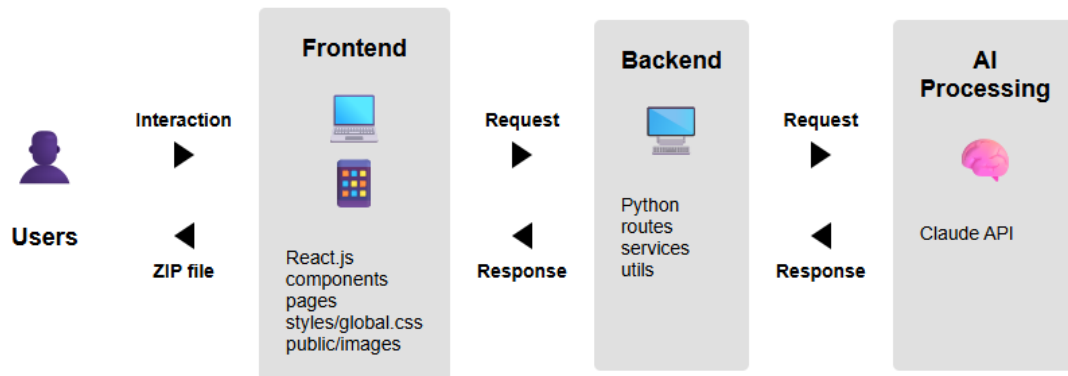 Frontend
Backend
AI
Processing
Interaction
Request
Request
Users
ZIP file
Response
Response
React.js
components
pages
styles/global.css
public/images
Python
routes
services
utils
Claude API